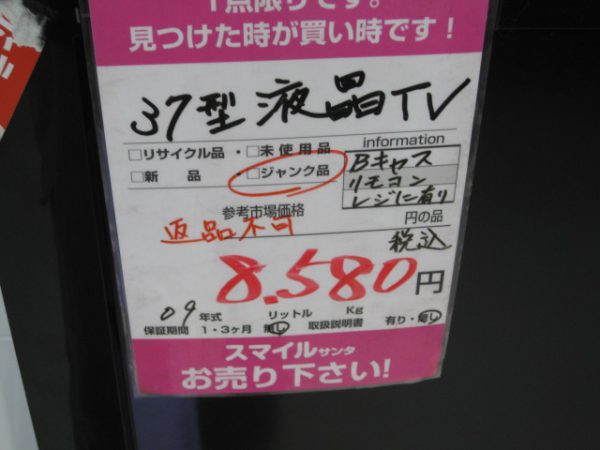 1点限りです。
見つけた時が買い時です！
37型 液晶TV
□リサイクル品 ・ □未使用品
information
□新品 ・ □ジャンク品
Bキャス
リモコン
レジに有り
参考市場価格 円の品
返品不可
税込
8.580円
09年式 リットル Kg
保証期間 1・3ヶ月 無し 取扱説明書 有り・無し
スマイルサンタ
お売り下さい!